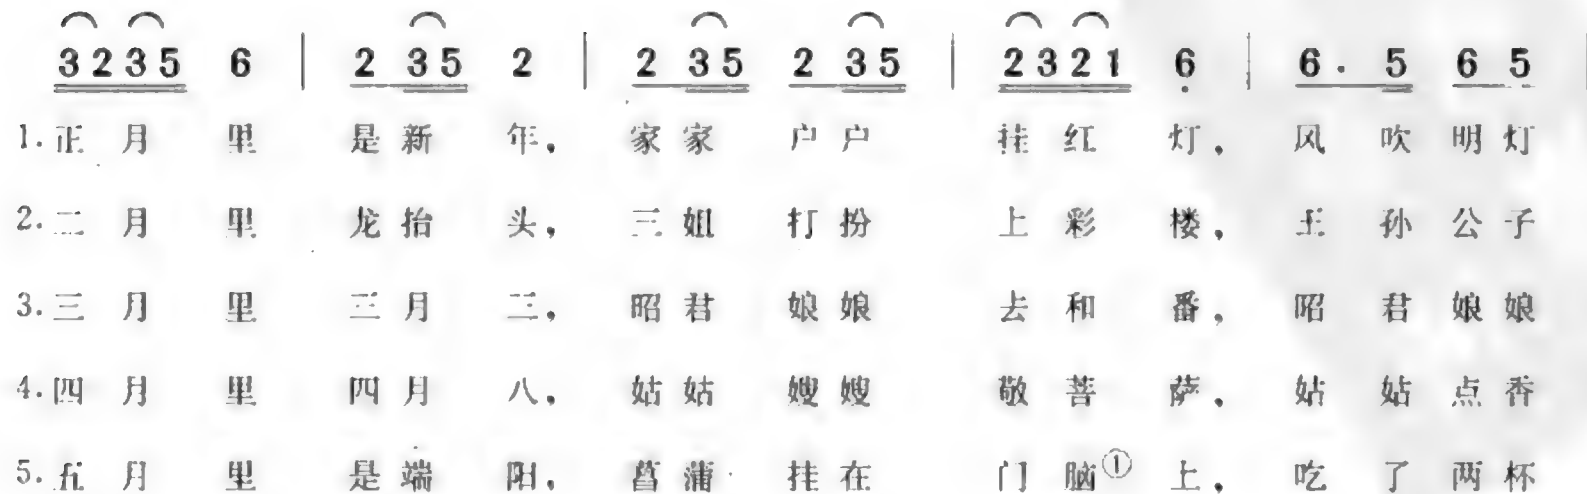 3235 6 | 2 35 2 | 2 35 2 35 | 2321 6 | 6. 5 6 5 |
1.正月里 是新年，家家户户 挂红灯，风吹明灯
2.二月里 龙抬头，三姐打扮 上彩楼，王孙公子
3.三月里 三月三，昭君娘娘 去和番，昭君娘娘
4.四月里 四月八，姑姑嫂嫂 敬菩萨，姑姑点香
5.五月里 是端阳，菖蒲挂在 门脑①上，吃了两杯